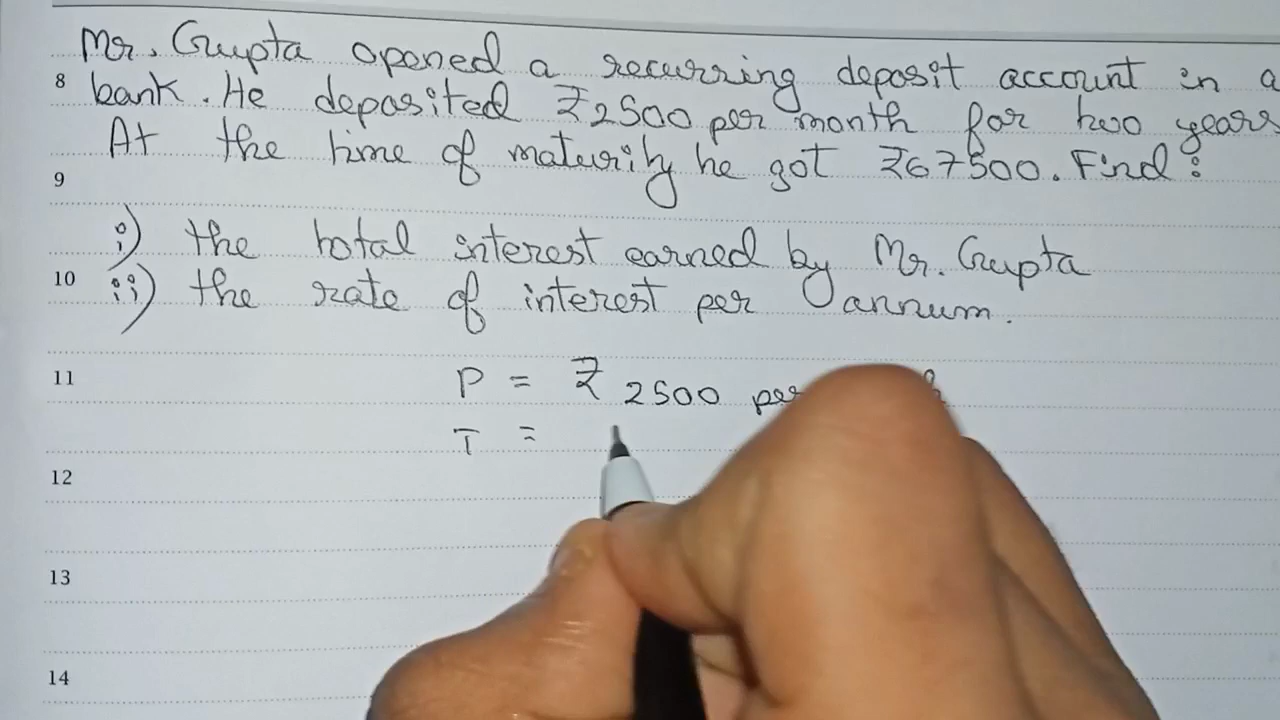 Mr. Gupta opened a recurring deposit account in a
8
bank. He deposited ₹2500 per month for two years
At the time of maturity he got ₹67500. Find:
9
i) the total interest earned by Mr. Gupta
10
ii) the rate of interest per annum.
11
P = ₹ 2500 per
T =
12
13
14